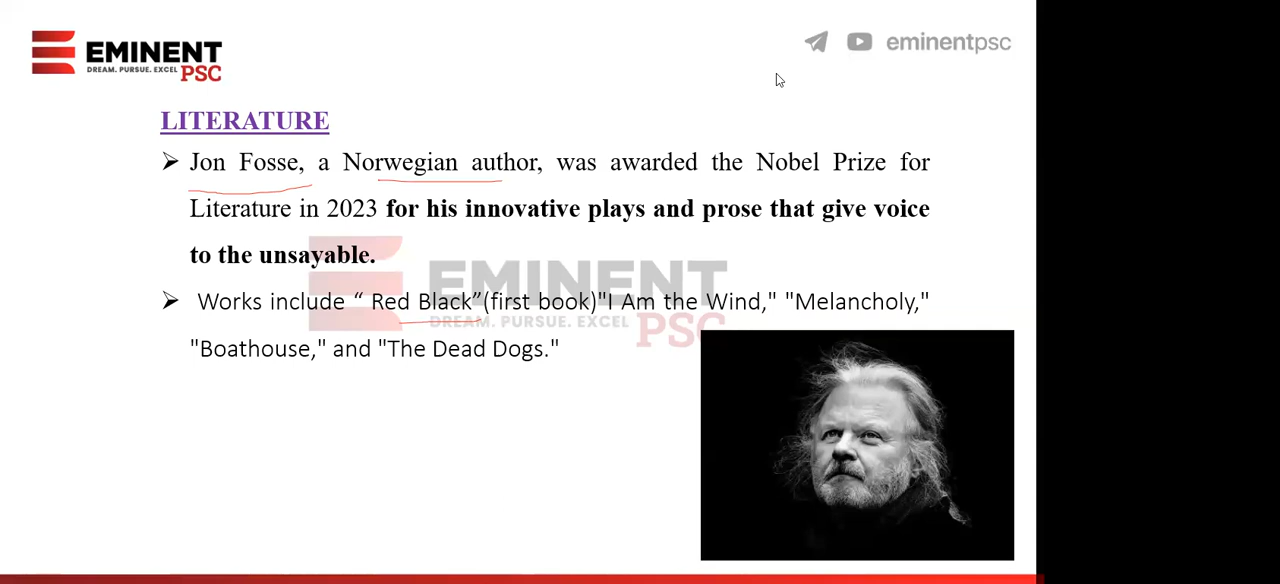 EMINENT
DREAM. PURSUE. EXCEL PSC
eminentpsc
LITERATURE
Jon Fosse, a Norwegian author, was awarded the Nobel Prize for
Literature in 2023 for his innovative plays and prose that give voice
to the unsayable.
EMINENT
Works include “ Red Black”(first book)"I Am the Wind," "Melancholy,"
DREAM. PURSUE. EXCEL PSC
"Boathouse," and "The Dead Dogs."